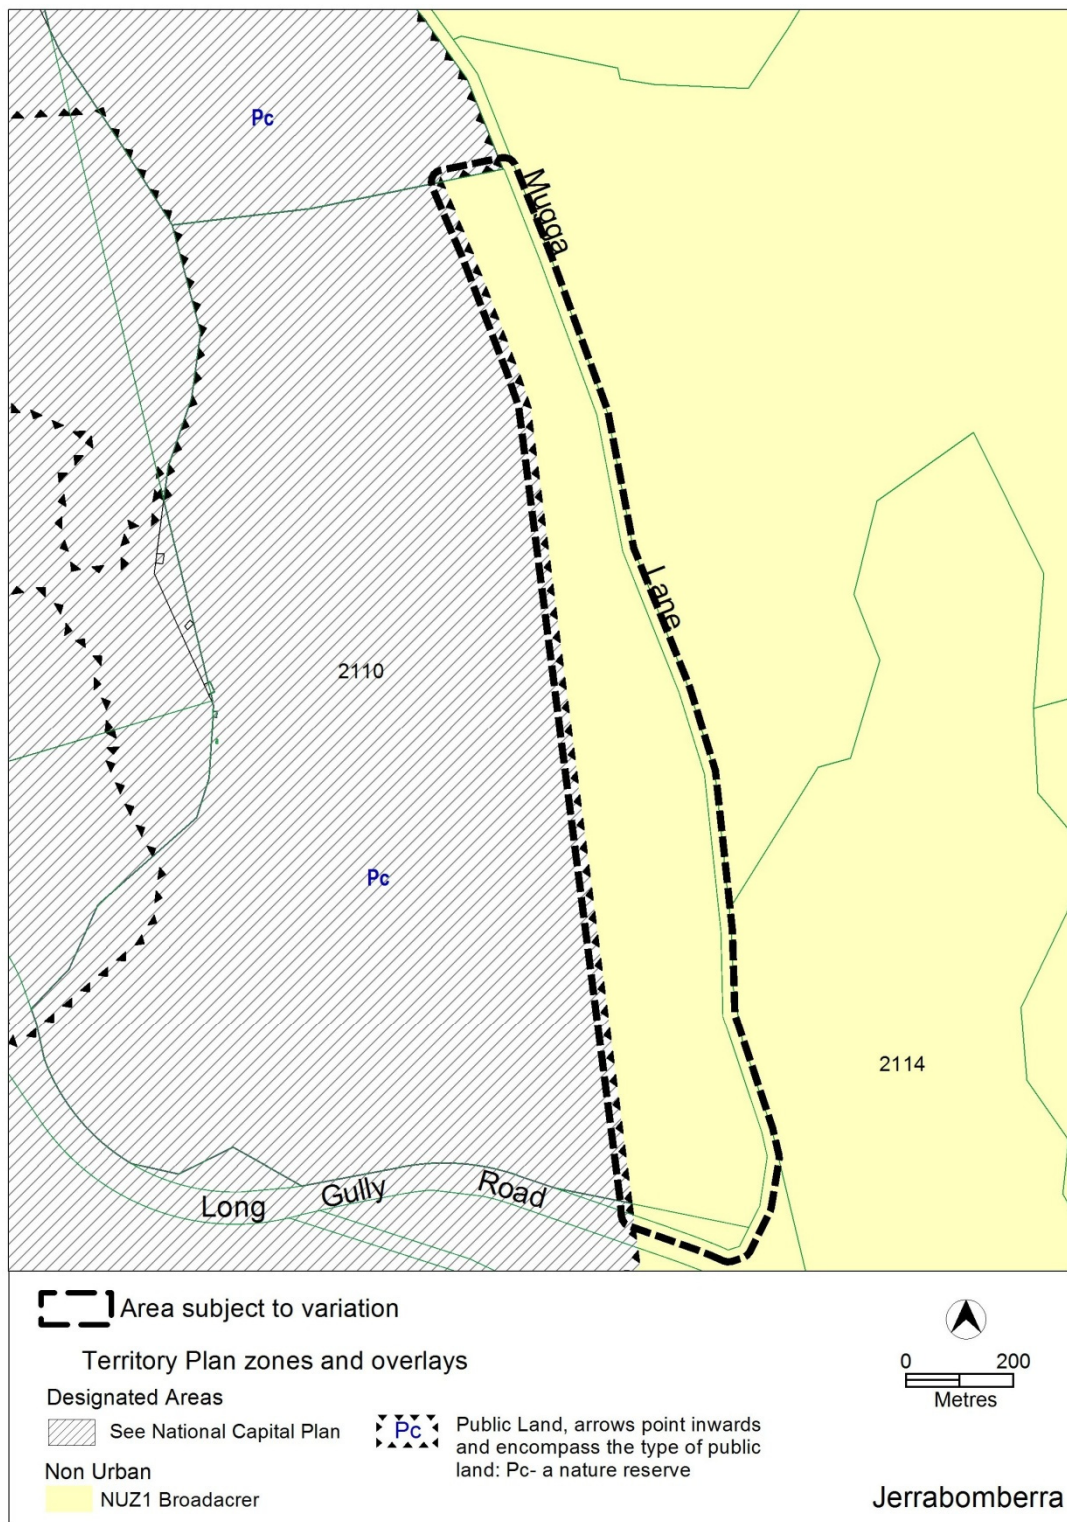 Pc
Mugga
Lane
2110
Pc
2114
Long Gully Road
Area subject to variation
Territory Plan zones and overlays
Designated Areas
See National Capital Plan
Non Urban
NUZ1 Broadacrer
Pc
Public Land, arrows point inwards
and encompass the type of public
land: Pc- a nature reserve
0 200
Metres
Jerrabomberra